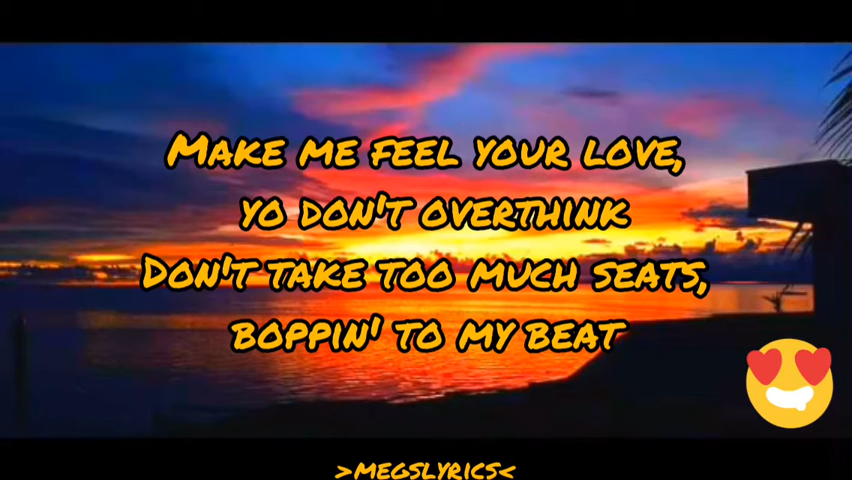 MAKE ME FEEL YOUR LOVE,
YO DON'T OVERTHINK
DON'T TAKE TOO MUCH SEATS,
BOPPIN' TO MY BEAT
>MEGSLYRICS<